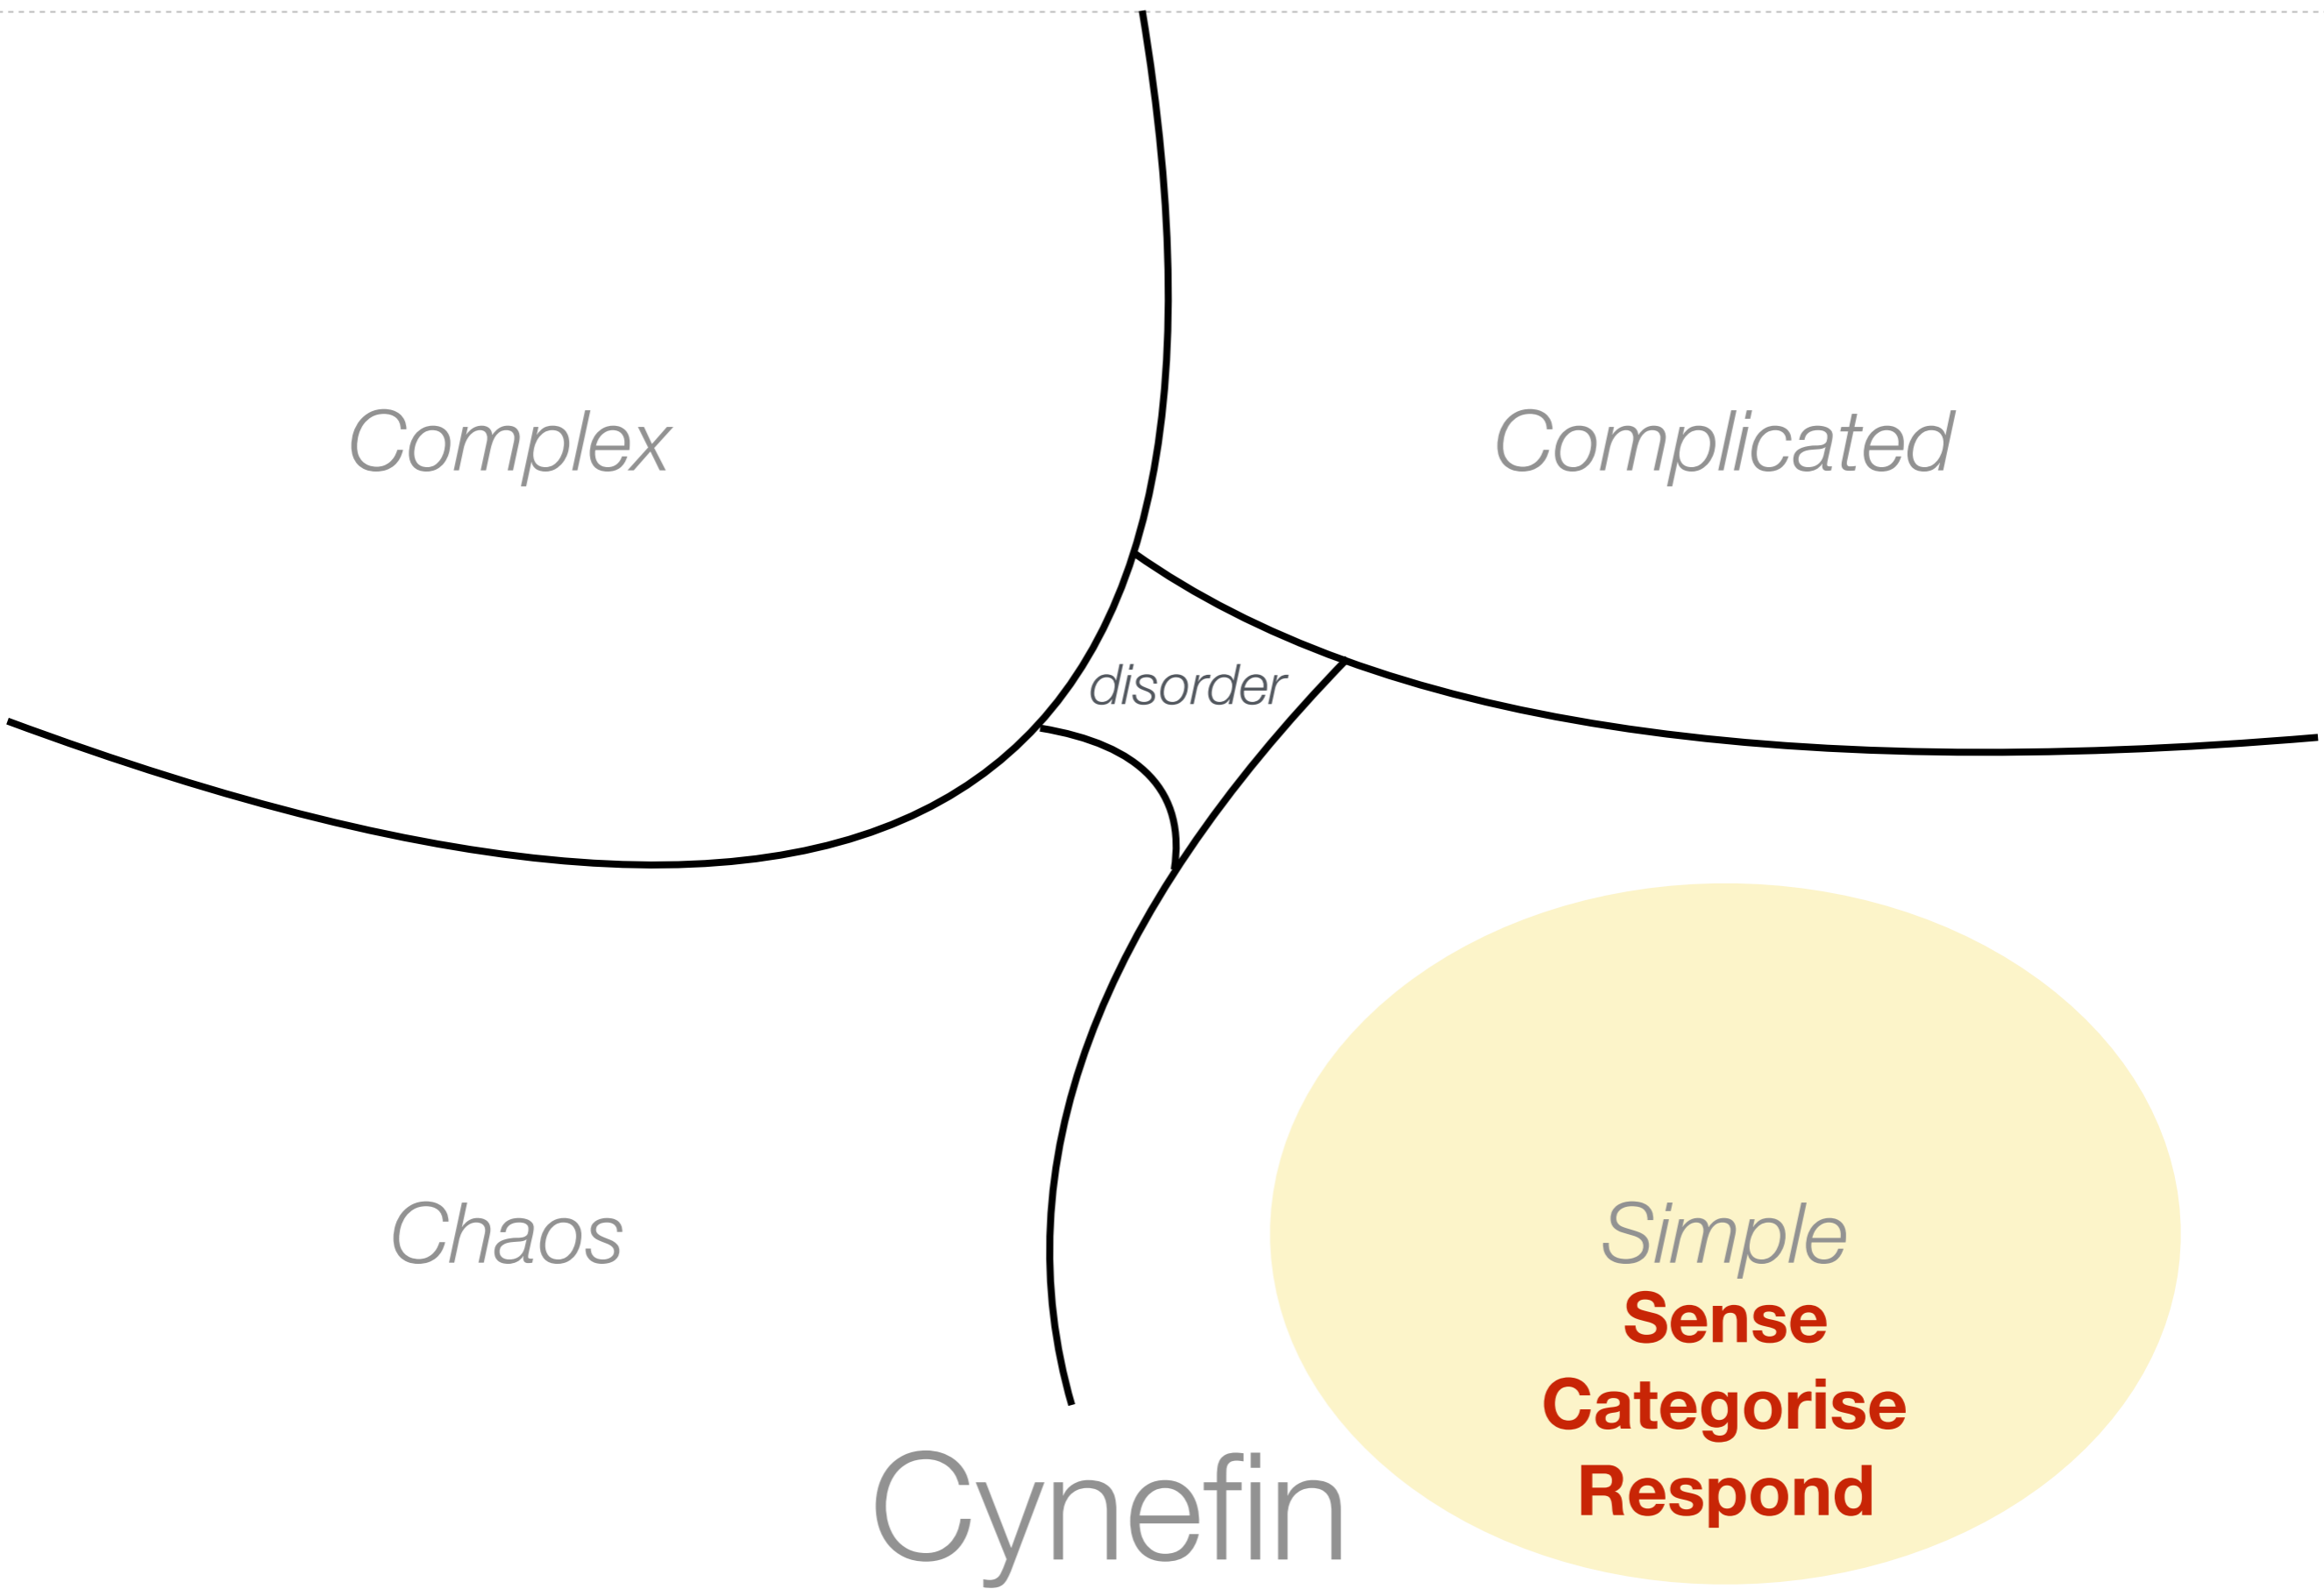 Complex
Complicated
disorder
Chaos
Simple
Sense
Categorise
Respond
Cynefin